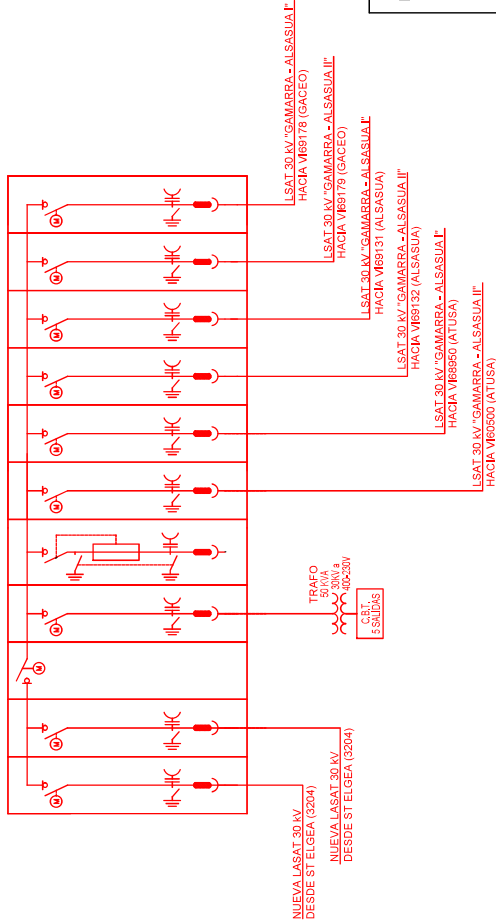 LSAT 30 kV "GAMARRA - ALSASUA I"
HACIA VI69178 (GACEO)
LSAT 30 kV "GAMARRA - ALSASUA II"
HACIA VI69179 (GACEO)
LSAT 30 kV "GAMARRA - ALSASUA I"
HACIA VI69131 (ALSASUA)
LSAT 30 kV "GAMARRA - ALSASUA II"
HACIA VI69132 (ALSASUA)
LSAT 30 kV "GAMARRA - ALSASUA I"
HACIA VI68950 (ATUSA)
LSAT 30 kV "GAMARRA - ALSASUA II"
HACIA VI60500 (ATUSA)
M
M
M
M
M
M
M
M
M
M
TRAFO
50 KVA
30KV a
400-230V
C.B.T.
5 SALIDAS
NUEVA LASAT 30 kV
DESDE ST ELGEA (3204)
NUEVA LASAT 30 kV
DESDE ST ELGEA (3204)